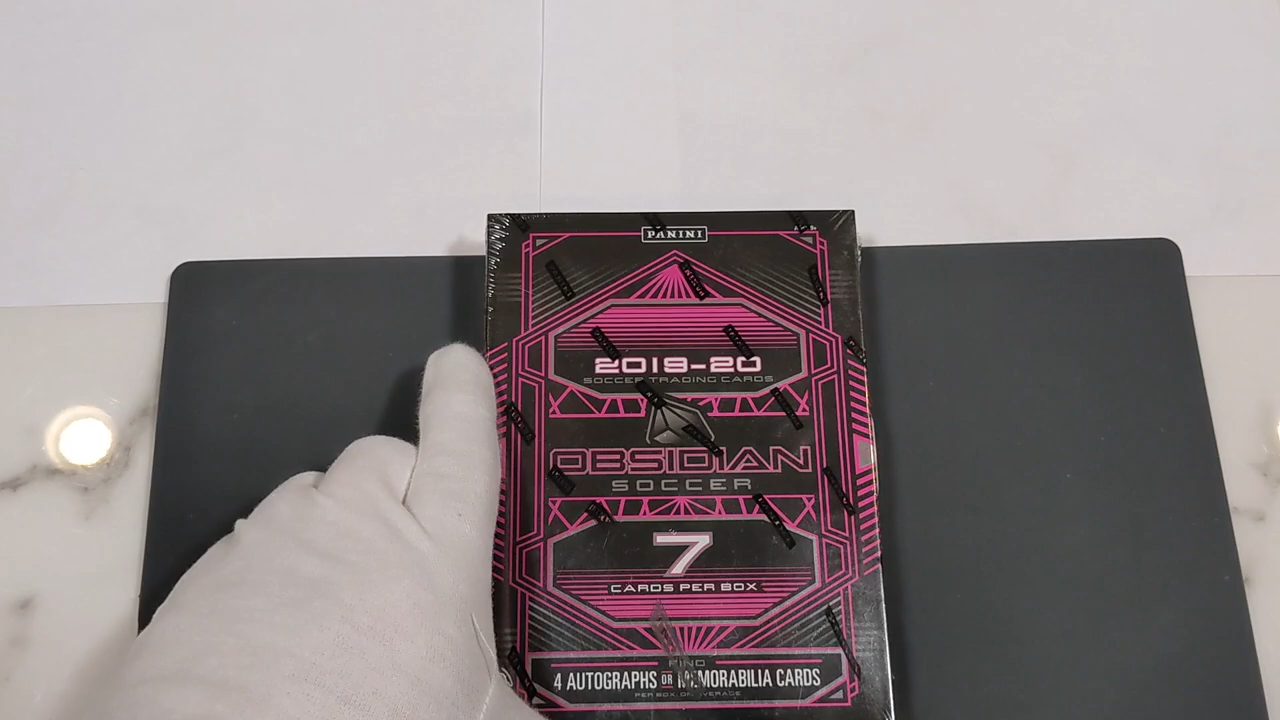 PANINI
2019-20
SOCCER TRADING CARDS
OBSIDIAN
SOCCER
7
CARDS PER BOX
FIND
4 AUTOGRAPHS OR MEMORABILIA CARDS
PER BOX, ON AVERAGE